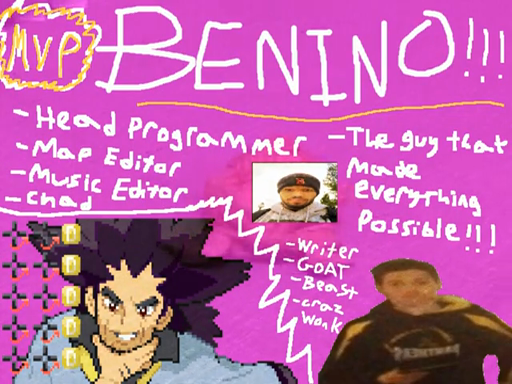 MVP
BENINO!!!
- Head Programmer
- Map Editor
- Music Editor
- chad
- The guy that
made
everything
Possible!!!
- Writer
- GOAT
- Beast
- craz
wonk